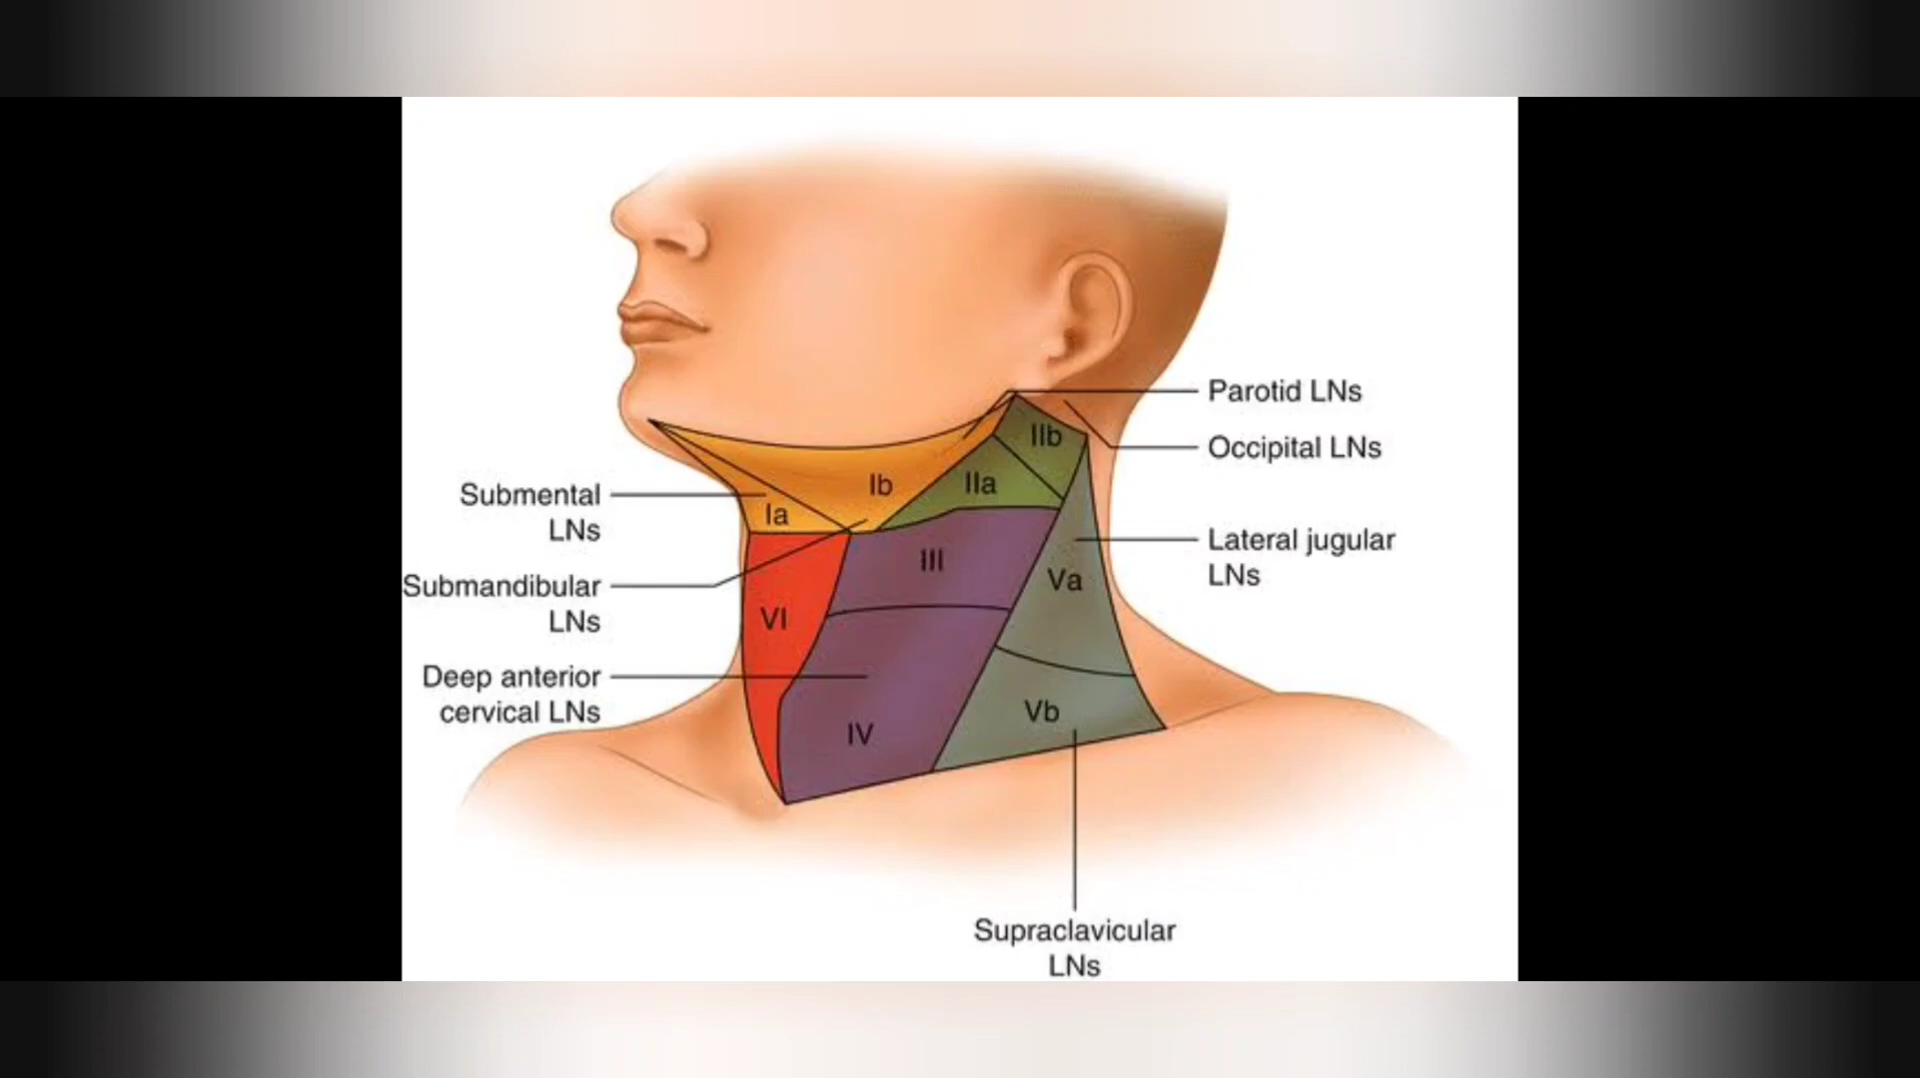 Parotid LNs
IIb
Occipital LNs
Ib
IIa
Submental
LNs
Ia
Lateral jugular
LNs
III
Va
Submandibular
LNs
VI
Deep anterior
cervical LNs
Vb
IV
Supraclavicular
LNs